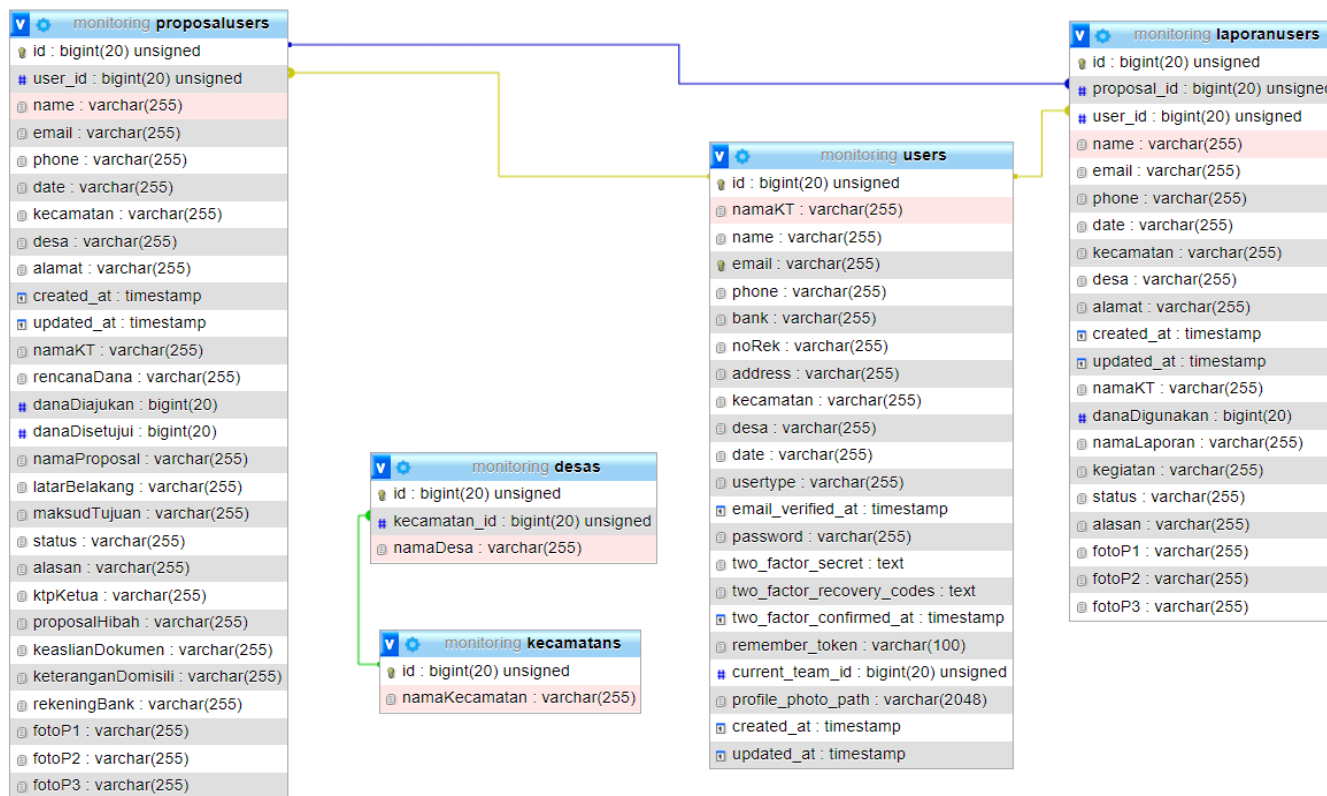 monitoring proposalusers
id : bigint(20) unsigned
user_id : bigint(20) unsigned
name : varchar(255)
email : varchar(255)
phone : varchar(255)
date : varchar(255)
kecamatan : varchar(255)
desa : varchar(255)
alamat : varchar(255)
created_at : timestamp
updated_at : timestamp
namaKT : varchar(255)
rencanaDana : varchar(255)
danaDiajukan : bigint(20)
danaDisetujui : bigint(20)
namaProposal : varchar(255)
latarBelakang : varchar(255)
maksudTujuan : varchar(255)
status : varchar(255)
alasan : varchar(255)
ktpKetua : varchar(255)
proposalHibah : varchar(255)
keaslianDokumen : varchar(255)
keteranganDomisili : varchar(255)
rekeningBank : varchar(255)
fotoP1 : varchar(255)
fotoP2 : varchar(255)
fotoP3 : varchar(255)
monitoring desas
id : bigint(20) unsigned
kecamatan_id : bigint(20) unsigned
namaDesa : varchar(255)
monitoring kecamatans
id : bigint(20) unsigned
namaKecamatan : varchar(255)
monitoring users
id : bigint(20) unsigned
namaKT : varchar(255)
name : varchar(255)
email : varchar(255)
phone : varchar(255)
bank : varchar(255)
noRek : varchar(255)
address : varchar(255)
kecamatan : varchar(255)
desa : varchar(255)
date : varchar(255)
usertype : varchar(255)
email_verified_at : timestamp
password : varchar(255)
two_factor_secret : text
two_factor_recovery_codes : text
two_factor_confirmed_at : timestamp
remember_token : varchar(100)
current_team_id : bigint(20) unsigned
profile_photo_path : varchar(2048)
created_at : timestamp
updated_at : timestamp
monitoring laporanusers
id : bigint(20) unsigned
proposal_id : bigint(20) unsigned
user_id : bigint(20) unsigned
name : varchar(255)
email : varchar(255)
phone : varchar(255)
date : varchar(255)
kecamatan : varchar(255)
desa : varchar(255)
alamat : varchar(255)
created_at : timestamp
updated_at : timestamp
namaKT : varchar(255)
danaDigunakan : bigint(20)
namaLaporan : varchar(255)
kegiatan : varchar(255)
status : varchar(255)
alasan : varchar(255)
fotoP1 : varchar(255)
fotoP2 : varchar(255)
fotoP3 : varchar(255)